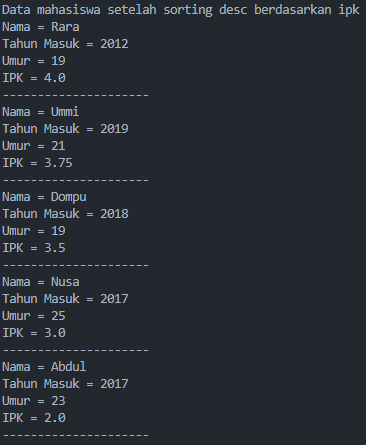 Data mahasiswa setelah sorting desc berdasarkan ipk
Nama = Rara
Tahun Masuk = 2012
Umur = 19
IPK = 4.0
---------------------
Nama = Ummi
Tahun Masuk = 2019
Umur = 21
IPK = 3.75
---------------------
Nama = Dompu
Tahun Masuk = 2018
Umur = 19
IPK = 3.5
---------------------
Nama = Nusa
Tahun Masuk = 2017
Umur = 25
IPK = 3.0
---------------------
Nama = Abdul
Tahun Masuk = 2017
Umur = 23
IPK = 2.0
---------------------